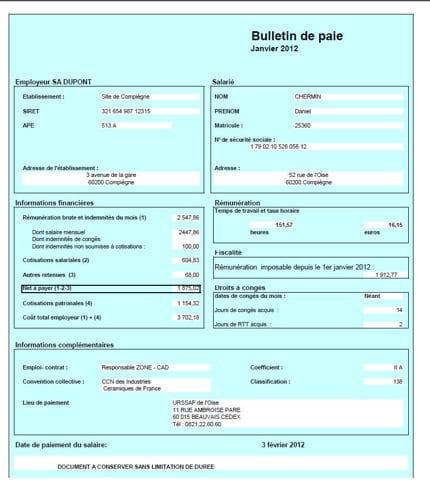 Bulletin de paie
Janvier 2012
Employeur SA DUPONT
Etablissement : Site de Compiègne
SIRET 321 654 987 12315
APE 513 A
Adresse de l'établissement :
3 avenue de la gare
60200 Compiègne
Salarié
NOM CHERMIN
PRENOM Daniel
Matricule : 25360
N° de sécurité sociale :
1 79 02 10 526 058 12
Adresse :
52 rue de l'Oise
60200 Compiègne
Informations financières
Rémunération brute et indemnités du mois (1) 2 547,86
Dont salaire mensuel 2447,86
Dont indemnités de congés
Dont indemnités non soumises à cotisations : 100,00
Cotisations salariales (2) 604,83
Autres retenues (3) 68,00
Net à payer (1-2-3) 1 875,02
Cotisations patronales (4) 1 154,32
Coût total employeur (1) + (4) 3 702,18
Rémunération
Temps de travail et taux horaire
151,57 16,15
heures euros
Fiscalité
Rémunération imposable depuis le 1er janvier 2012 :
1 912,77
Droits à congés
dates de congés du mois : Néant
Jours de congés acquis : 14
Jours de RTT acquis : 2
Informations complémentaires
Emploi- contrat : Responsable ZONE - CAD
Coefficient : II A
Convention collective : CCN des Industries
Ceramiques de France
Classification : 138
Lieu de paiement URSSAF de l'Oise
11 RUE AMBROISE PARE
60 015 BEAUVAIS CEDEX
Tél : 0821.22.60.60
Date de paiement du salaire: 3 février 2012
DOCUMENT A CONSERVER SANS LIMITATION DE DUREE